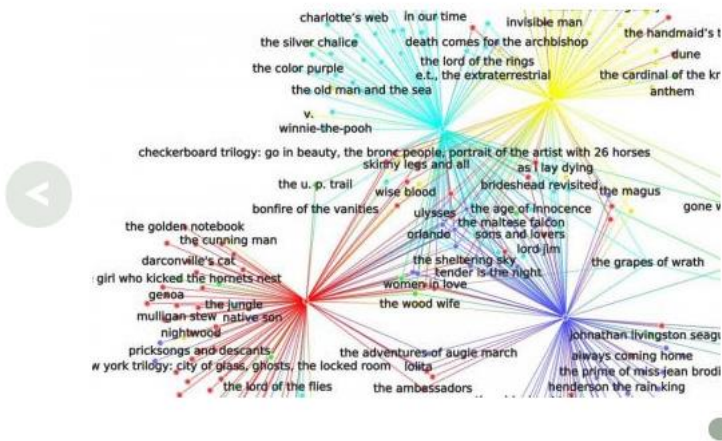 charlotte's web
in our time
invisible man
the silver chalice
death comes for the archbishop
the handmaid's t
the color purple
the lord of the rings
dune
e.t., the extraterrestrial
the cardinal of the kr
the old man and the sea
anthem
v.
winnie-the-pooh
checkerboard trilogy: go in beauty, the bronc people, portrait of the artist with 26 horses
skinny legs and all
as i lay dying
the u. p. trail
wise blood
brideshead revisited
the magus
bonfire of the vanities
ulysses
the age of innocence
gone w
the maltese falcon
the golden notebook
orlando
sons and lovers
the cunning man
lord jim
darconville's cat
the sheltering sky
the grapes of wrath
girl who kicked the hornets nest
tender is the night
women in love
genoa
the jungle
the wood wife
mulligan stew
native son
nightwood
johnathan livingston seagu
pricksongs and descants
the adventures of augie march
always coming home
w york trilogy: city of glass, ghosts, the locked room
lolita
the prime of miss jean brodi
the lord of the flies
the ambassadors
henderson the rain king